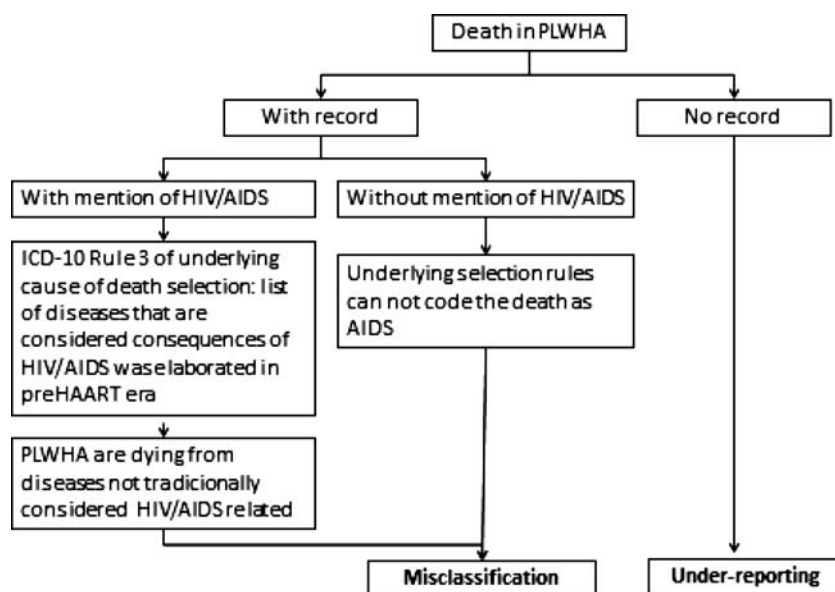 Death in PLWHA
With record
No record
With mention of HIV/AIDS
Without mention of HIV/AIDS
ICD-10 Rule 3 of underlying
cause of death selection: list
of diseases that are
considered consequences of
HIV/AIDS was elaborated in
preHAART era
Underlying selection rules
can not code the death as
AIDS
PLWHA are dying from
diseases not tradicionally
considered HIV/AIDS related
Misclassification
Under-reporting